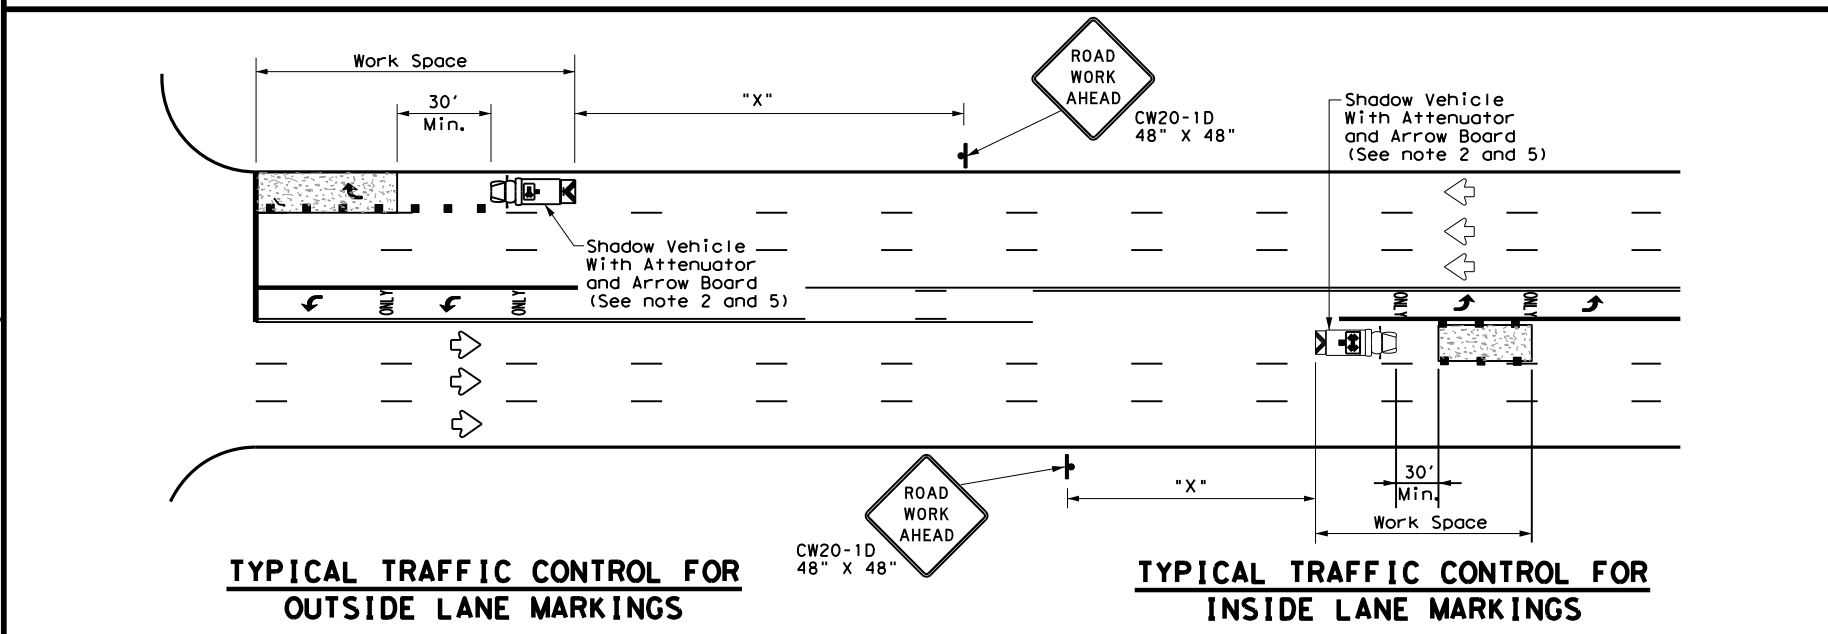 Work Space
30'
Min.
"X"
ROAD
WORK
AHEAD
CW20-1D
48" X 48"
Shadow Vehicle
With Attenuator
and Arrow Board
(See note 2 and 5)
Shadow Vehicle
With Attenuator
and Arrow Board
(See note 2 and 5)
ONLY
ONLY
ONLY
ONLY
ROAD
WORK
AHEAD
CW20-1D
48" X 48"
"X"
30'
Min.
Work Space
TYPICAL TRAFFIC CONTROL FOR
OUTSIDE LANE MARKINGS
TYPICAL TRAFFIC CONTROL FOR
INSIDE LANE MARKINGS